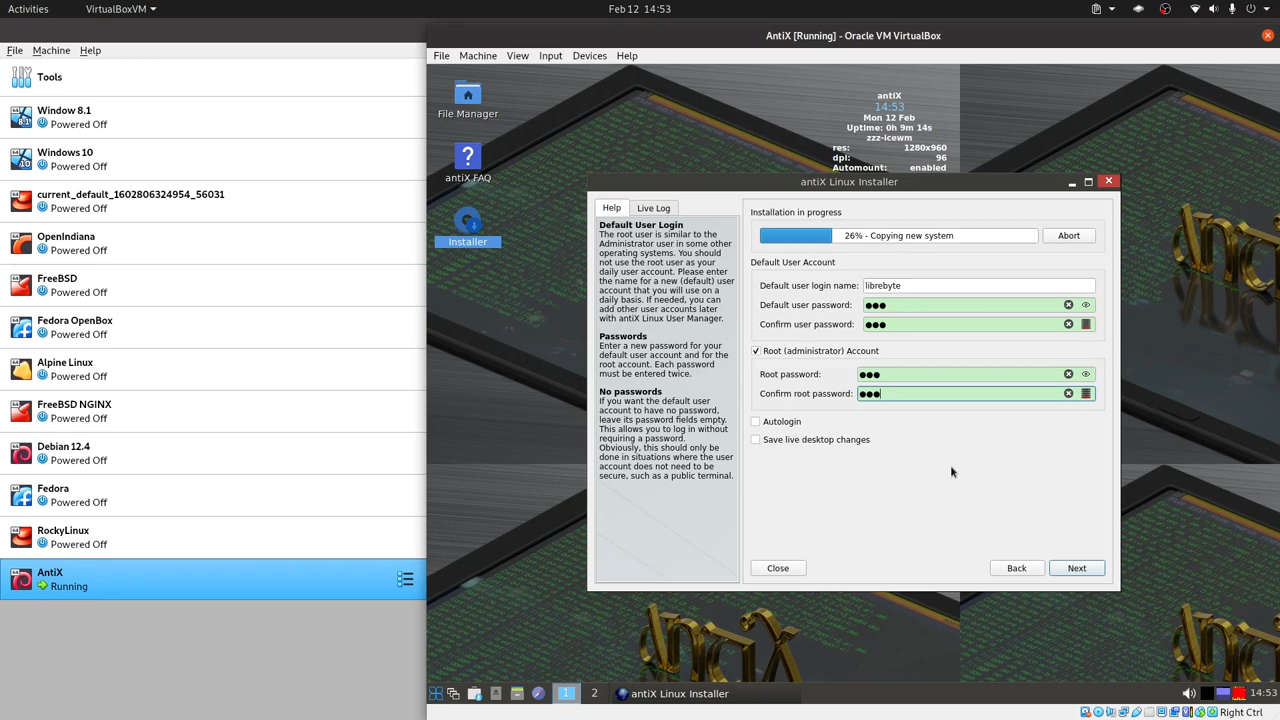 Activities
VirtualBoxVM
Feb 12 14:53
File Machine Help
Tools
Window 8.1
Powered Off
Windows 10
Powered Off
current_default_1602806324954_56031
Powered Off
OpenIndiana
Powered Off
FreeBSD
Powered Off
Fedora OpenBox
Powered Off
Alpine Linux
Powered Off
FreeBSD NGINX
Powered Off
Debian 12.4
Powered Off
Fedora
Powered Off
RockyLinux
Powered Off
AntiX
Running
AntiX [Running] - Oracle VM VirtualBox
File Machine View Input Devices Help
File Manager
antiX FAQ
Installer
antiX
14:53
Mon 12 Feb
Uptime: 0h 9m 14s
zzz-icewm
res: 1280x960
dpi: 96
Automount: enabled
antiX Linux Installer
Help Live Log
Default User Login
The root user is similar to the
Administrator user in some other
operating systems. You should
not use the root user as your
daily user account. Please enter
the name for a new (default) user
account that you will use on a
daily basis. If needed, you can
add other user accounts later
with antiX Linux User Manager.
Passwords
Enter a new password for your
default user account and for the
root account. Each password
must be entered twice.
No passwords
If you want the default user
account to have no password,
leave its password fields empty.
This allows you to log in without
requiring a password.
Obviously, this should only be
done in situations where the user
account does not need to be
secure, such as a public terminal.
Installation in progress
26% - Copying new system
Abort
Default User Account
Default user login name: librebyte
Default user password: ●●●
Confirm user password: ●●●
Root (administrator) Account
Root password: ●●●
Confirm root password: ●●●
Autologin
Save live desktop changes
Close
Back
Next
antiX
1 2 antiX Linux Installer
14:53
Right Ctrl